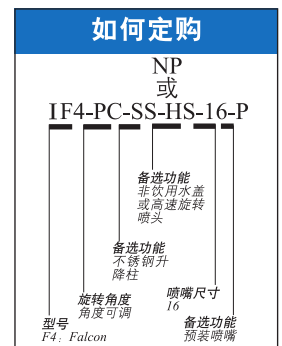 如何定购
NP
或
IF4-PC-SS-HS-16-P
备选功能
非饮用水盖
或高速旋转
喷头
备选功能
不锈钢升
降柱
旋转角度
角度可调
喷嘴尺寸
16
型号
F4：Falcon
备选功能
预装喷嘴